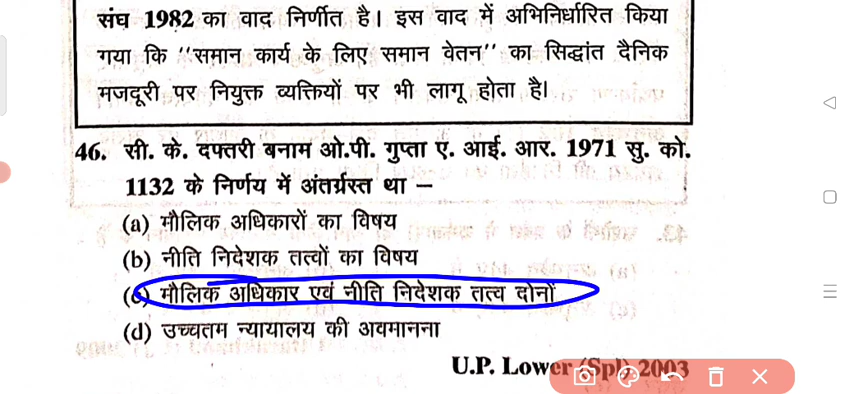 संघ 1982 का वाद निर्णीत है। इस वाद में अभिनिर्धारित किया
गया कि ‘‘समान कार्य के लिए समान वेतन’’ का सिद्धांत दैनिक
मजदूरी पर नियुक्त व्यक्तियों पर भी लागू होता है।
46. सी. के. दफ्तरी बनाम ओ.पी. गुप्ता ए. आई. आर. 1971 सु. को.
1132 के निर्णय में अंतर्ग्रस्त था –
(a) मौलिक अधिकारों का विषय
(b) नीति निदेशक तत्वों का विषय
(c) मौलिक अधिकार एवं नीति निदेशक तत्व दोनों
(d) उच्चतम न्यायालय की अवमानना
U.P. Lower (Spl) 2003